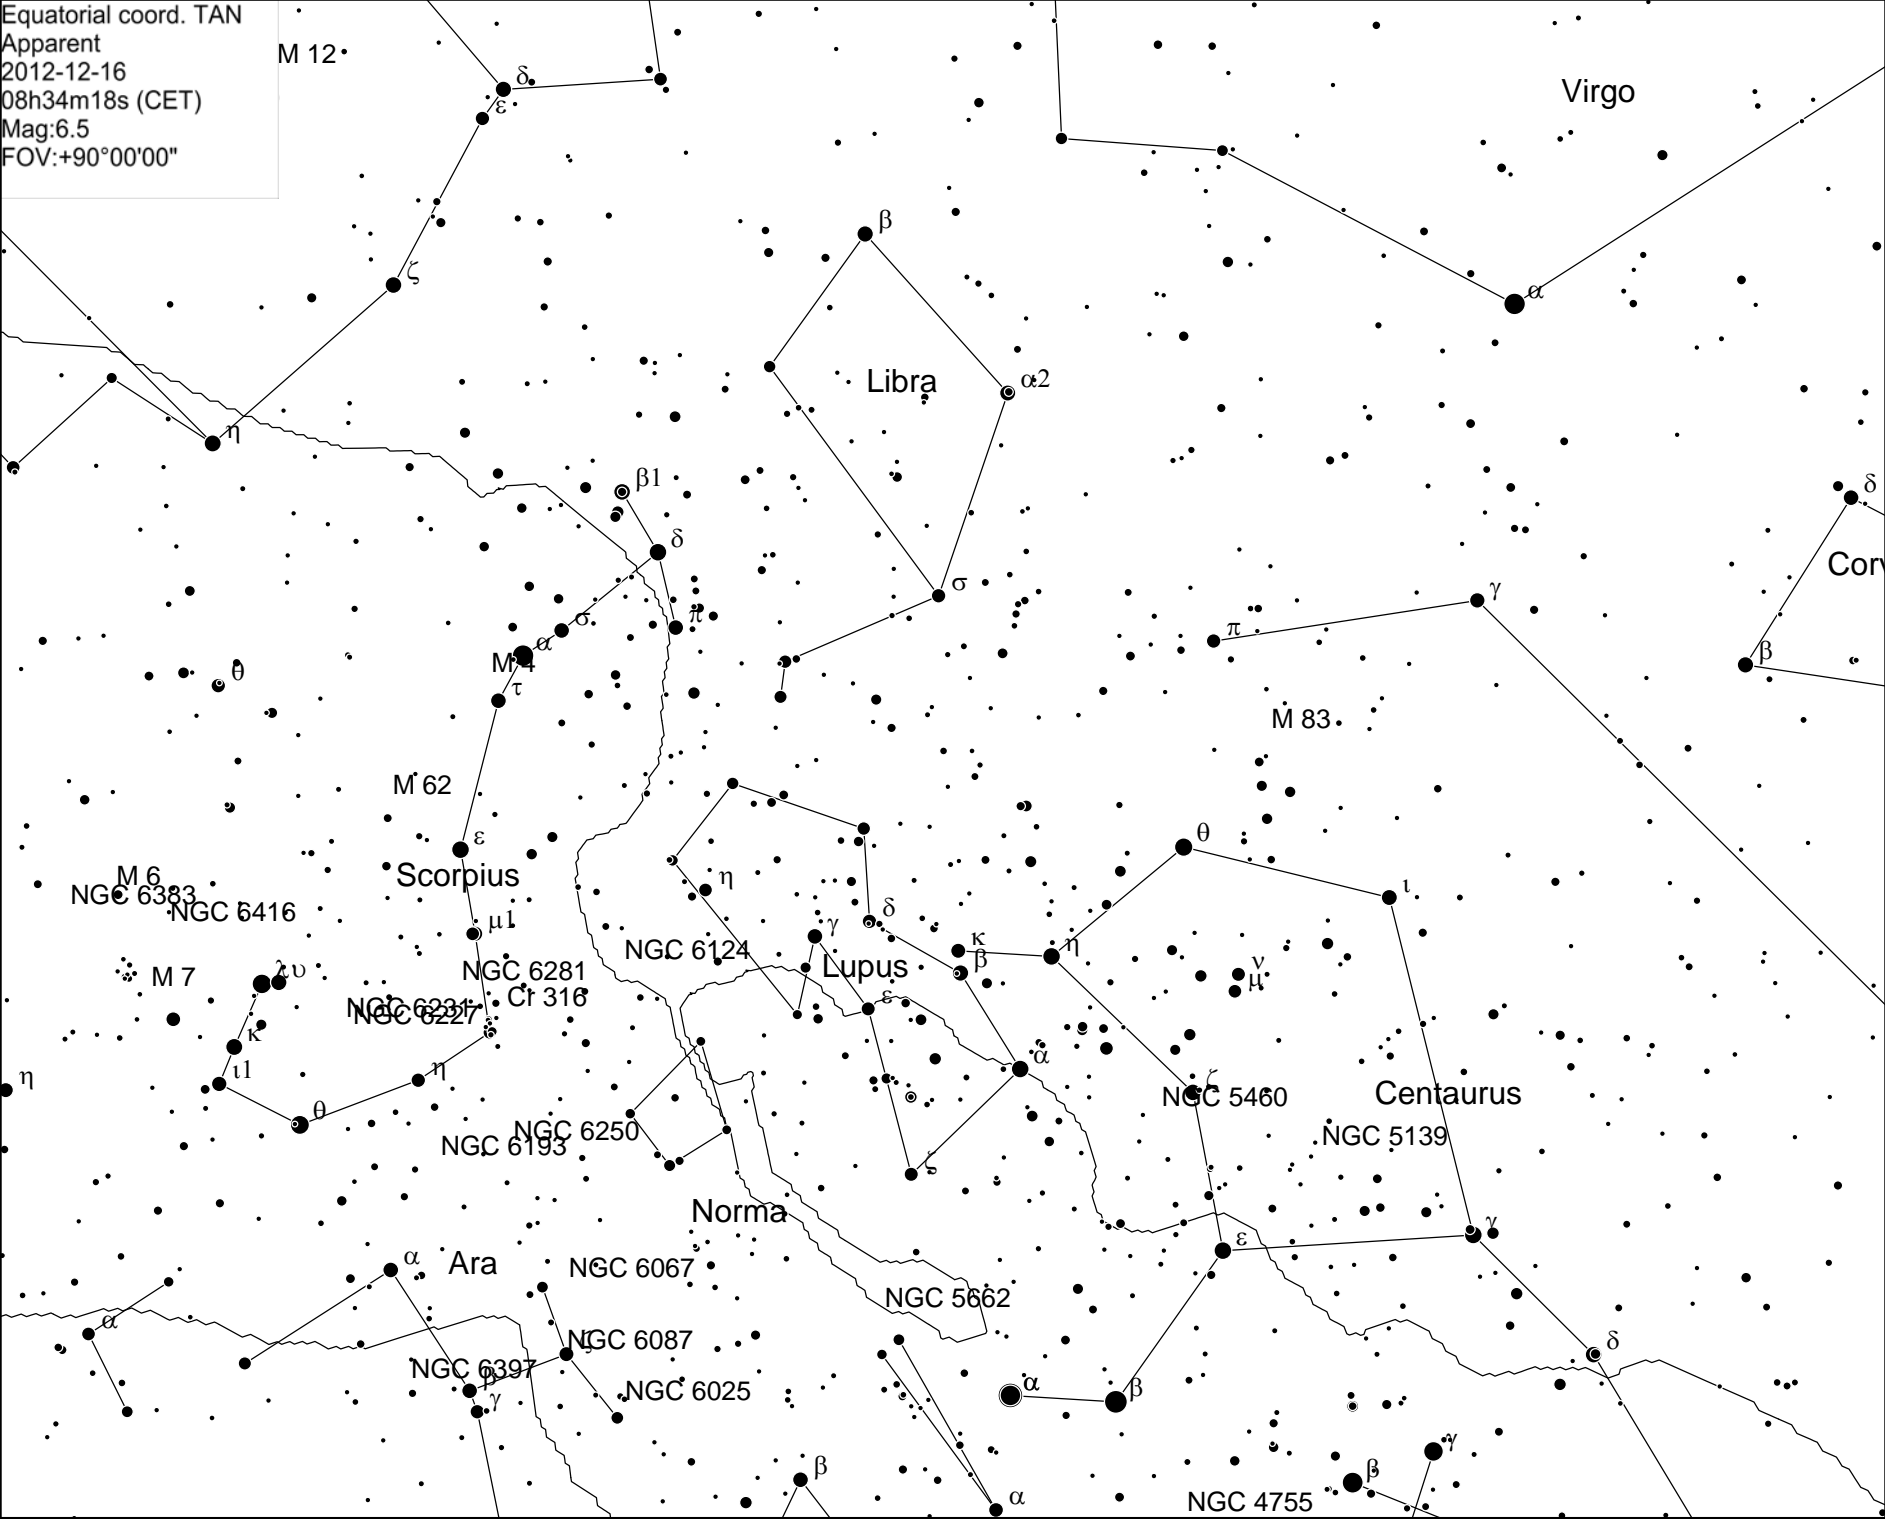 Equatorial coord. TAN
Apparent
2012-12-16
08h34m18s (CET)
Mag:6.5
FOV:+90°00'00"
M 12
δ
ε
Virgo
β
ζ
α
Libra
α2
η
β1
δ
δ
Corv
σ
γ
σ
π
π
α
M 4
β
θ
τ
M 83
M 62
ε
θ
Scorpius
M 6
η
ι
NGC 6383
NGC 6416
δ
μ1
γ
κ
η
NGC 6124
β
Lupus
ν
λυ
M 7
NGC 6281
μ
ε
Cr 316
NGC 6231
NGC 6227
κ
α
ι1
η
η
ζ
Centaurus
NGC 5460
θ
NGC 6250
NGC 5139
NGC 6193
ζ
Norma
γ
ε
α
Ara
NGC 6067
NGC 5662
α
NGC 6087
ζ
δ
NGC 6397
β
α
β
NGC 6025
γ
γ
β
β
α
NGC 4755